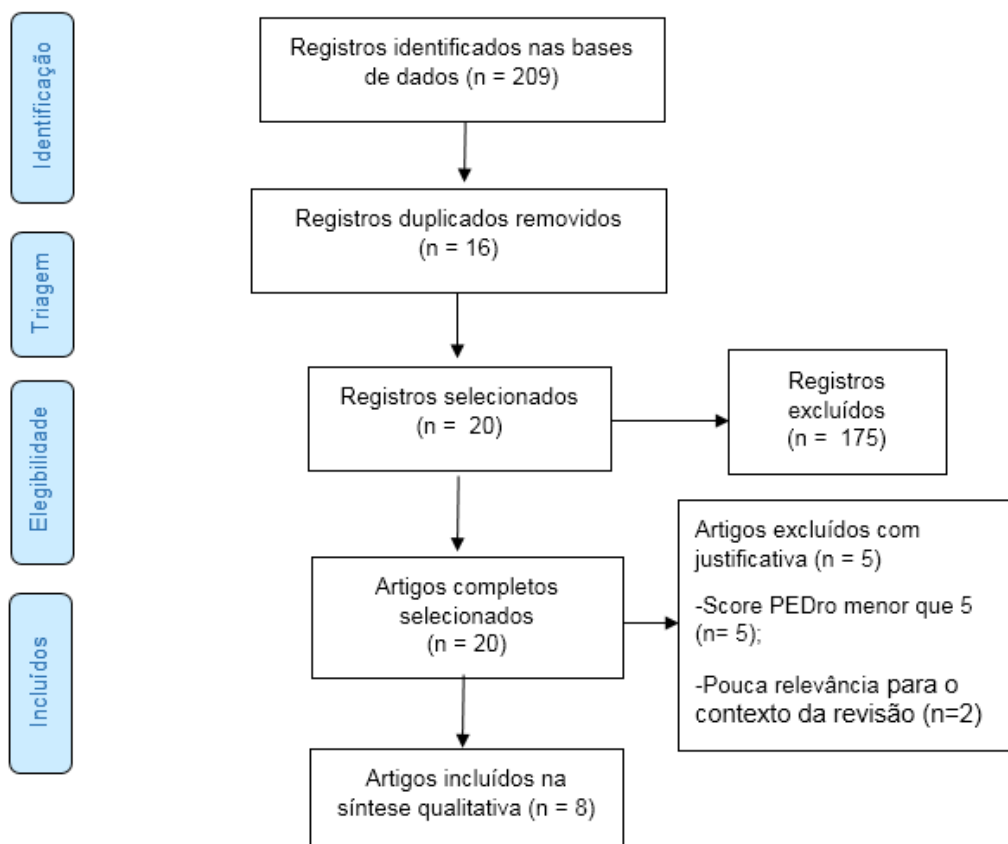 Identificação
Registros identificados nas bases
de dados (n = 209)
Registros duplicados removidos
(n = 16)
Triagem
Registros selecionados
(n = 20)
Registros
excluídos
(n = 175)
Elegibilidade
Artigos completos
selecionados
(n = 20)
Artigos excluídos com
justificativa (n = 5)
-Score PEDro menor que 5
(n= 5);
-Pouca relevância para o
contexto da revisão (n=2)
Incluídos
Artigos incluídos na
síntese qualitativa (n = 8)